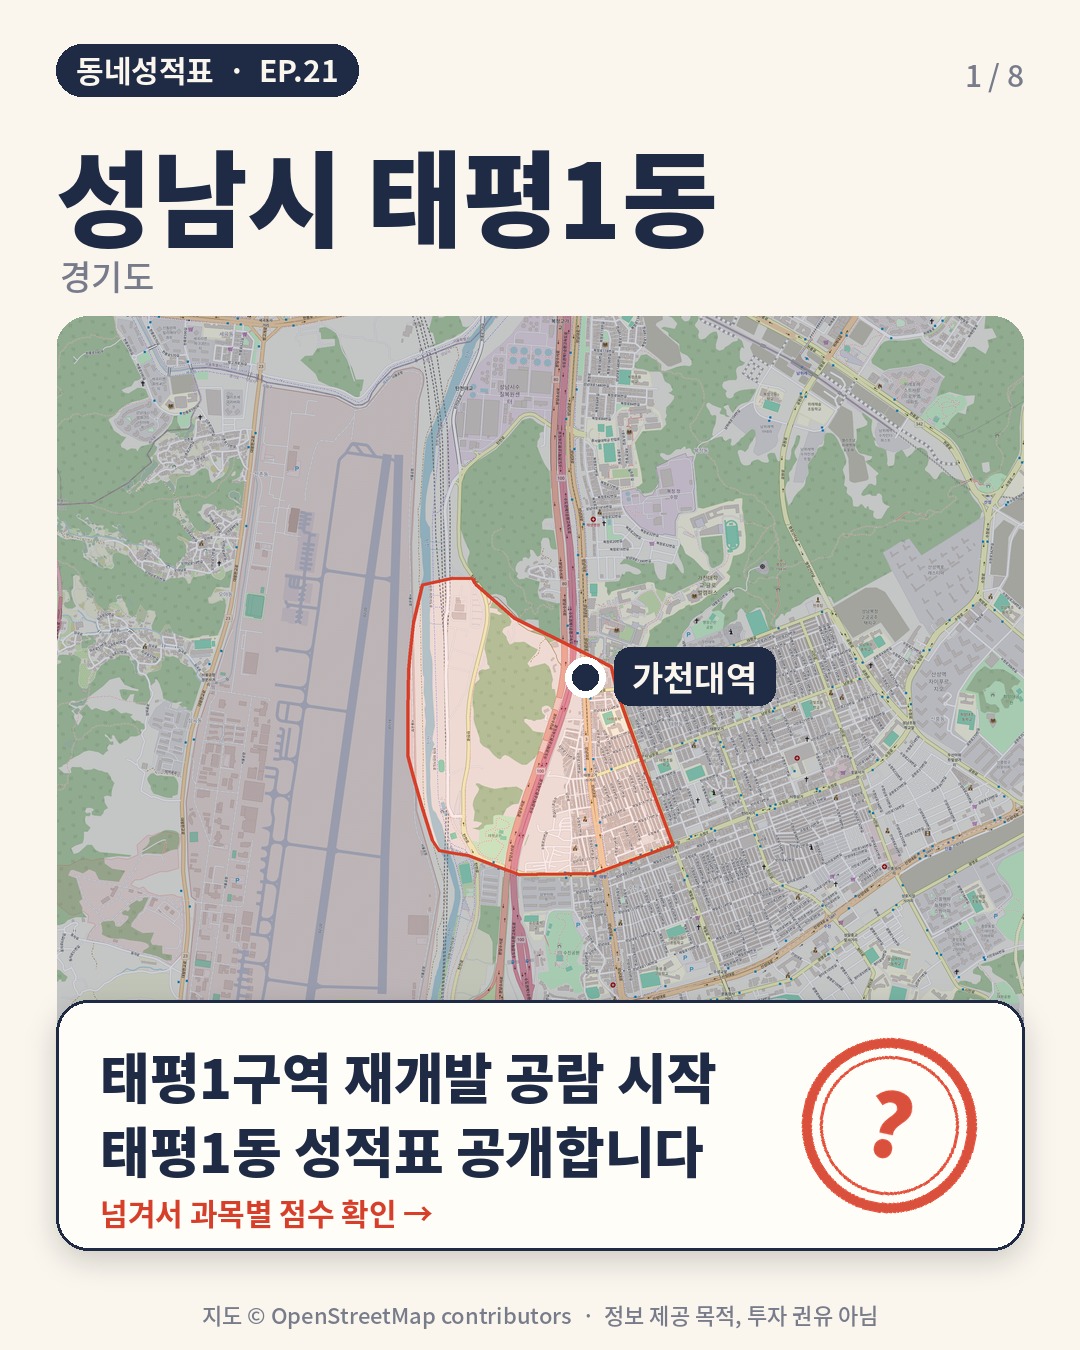 동네성적표 · EP.21
1 / 8
성남시 태평1동
경기도
가천대역
태평1구역 재개발 공람 시작
태평1동 성적표 공개합니다
넘겨서 과목별 점수 확인 →
?
지도 © OpenStreetMap contributors · 정보 제공 목적, 투자 권유 아님